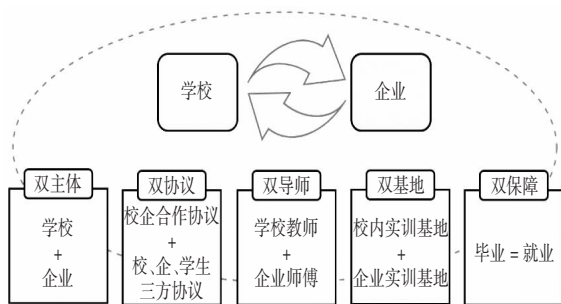 学校
企业
双主体
学校
+
企业
双协议
校企合作协议
+
校、企、学生
三方协议
双导师
学校教师
+
企业师傅
双基地
校内实训基地
+
企业实训基地
双保障
毕业 = 就业